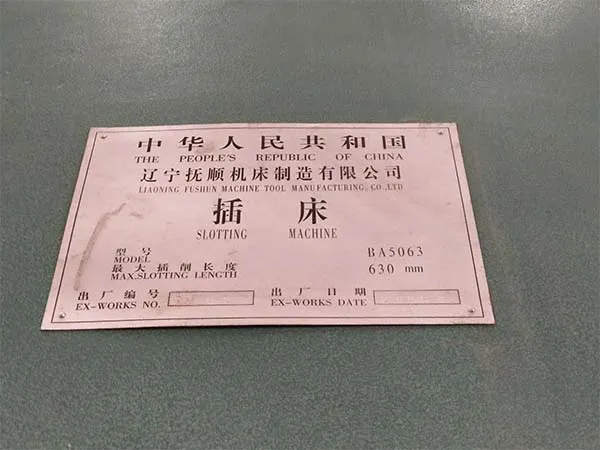 中华人民共和国
THE PEOPLE'S REPUBLIC OF CHINA
辽宁抚顺机床制造有限公司
LIAONING FUSHUN MACHINE TOOL MANUFACTURING, CO., LTD
插床
SLOTTING MACHINE
型号 BA5063
MODEL
最大插削长度 630 mm
MAX.SLOTTING LENGTH
出厂编号 出厂日期
EX-WORKS NO. EX-WORKS DATE